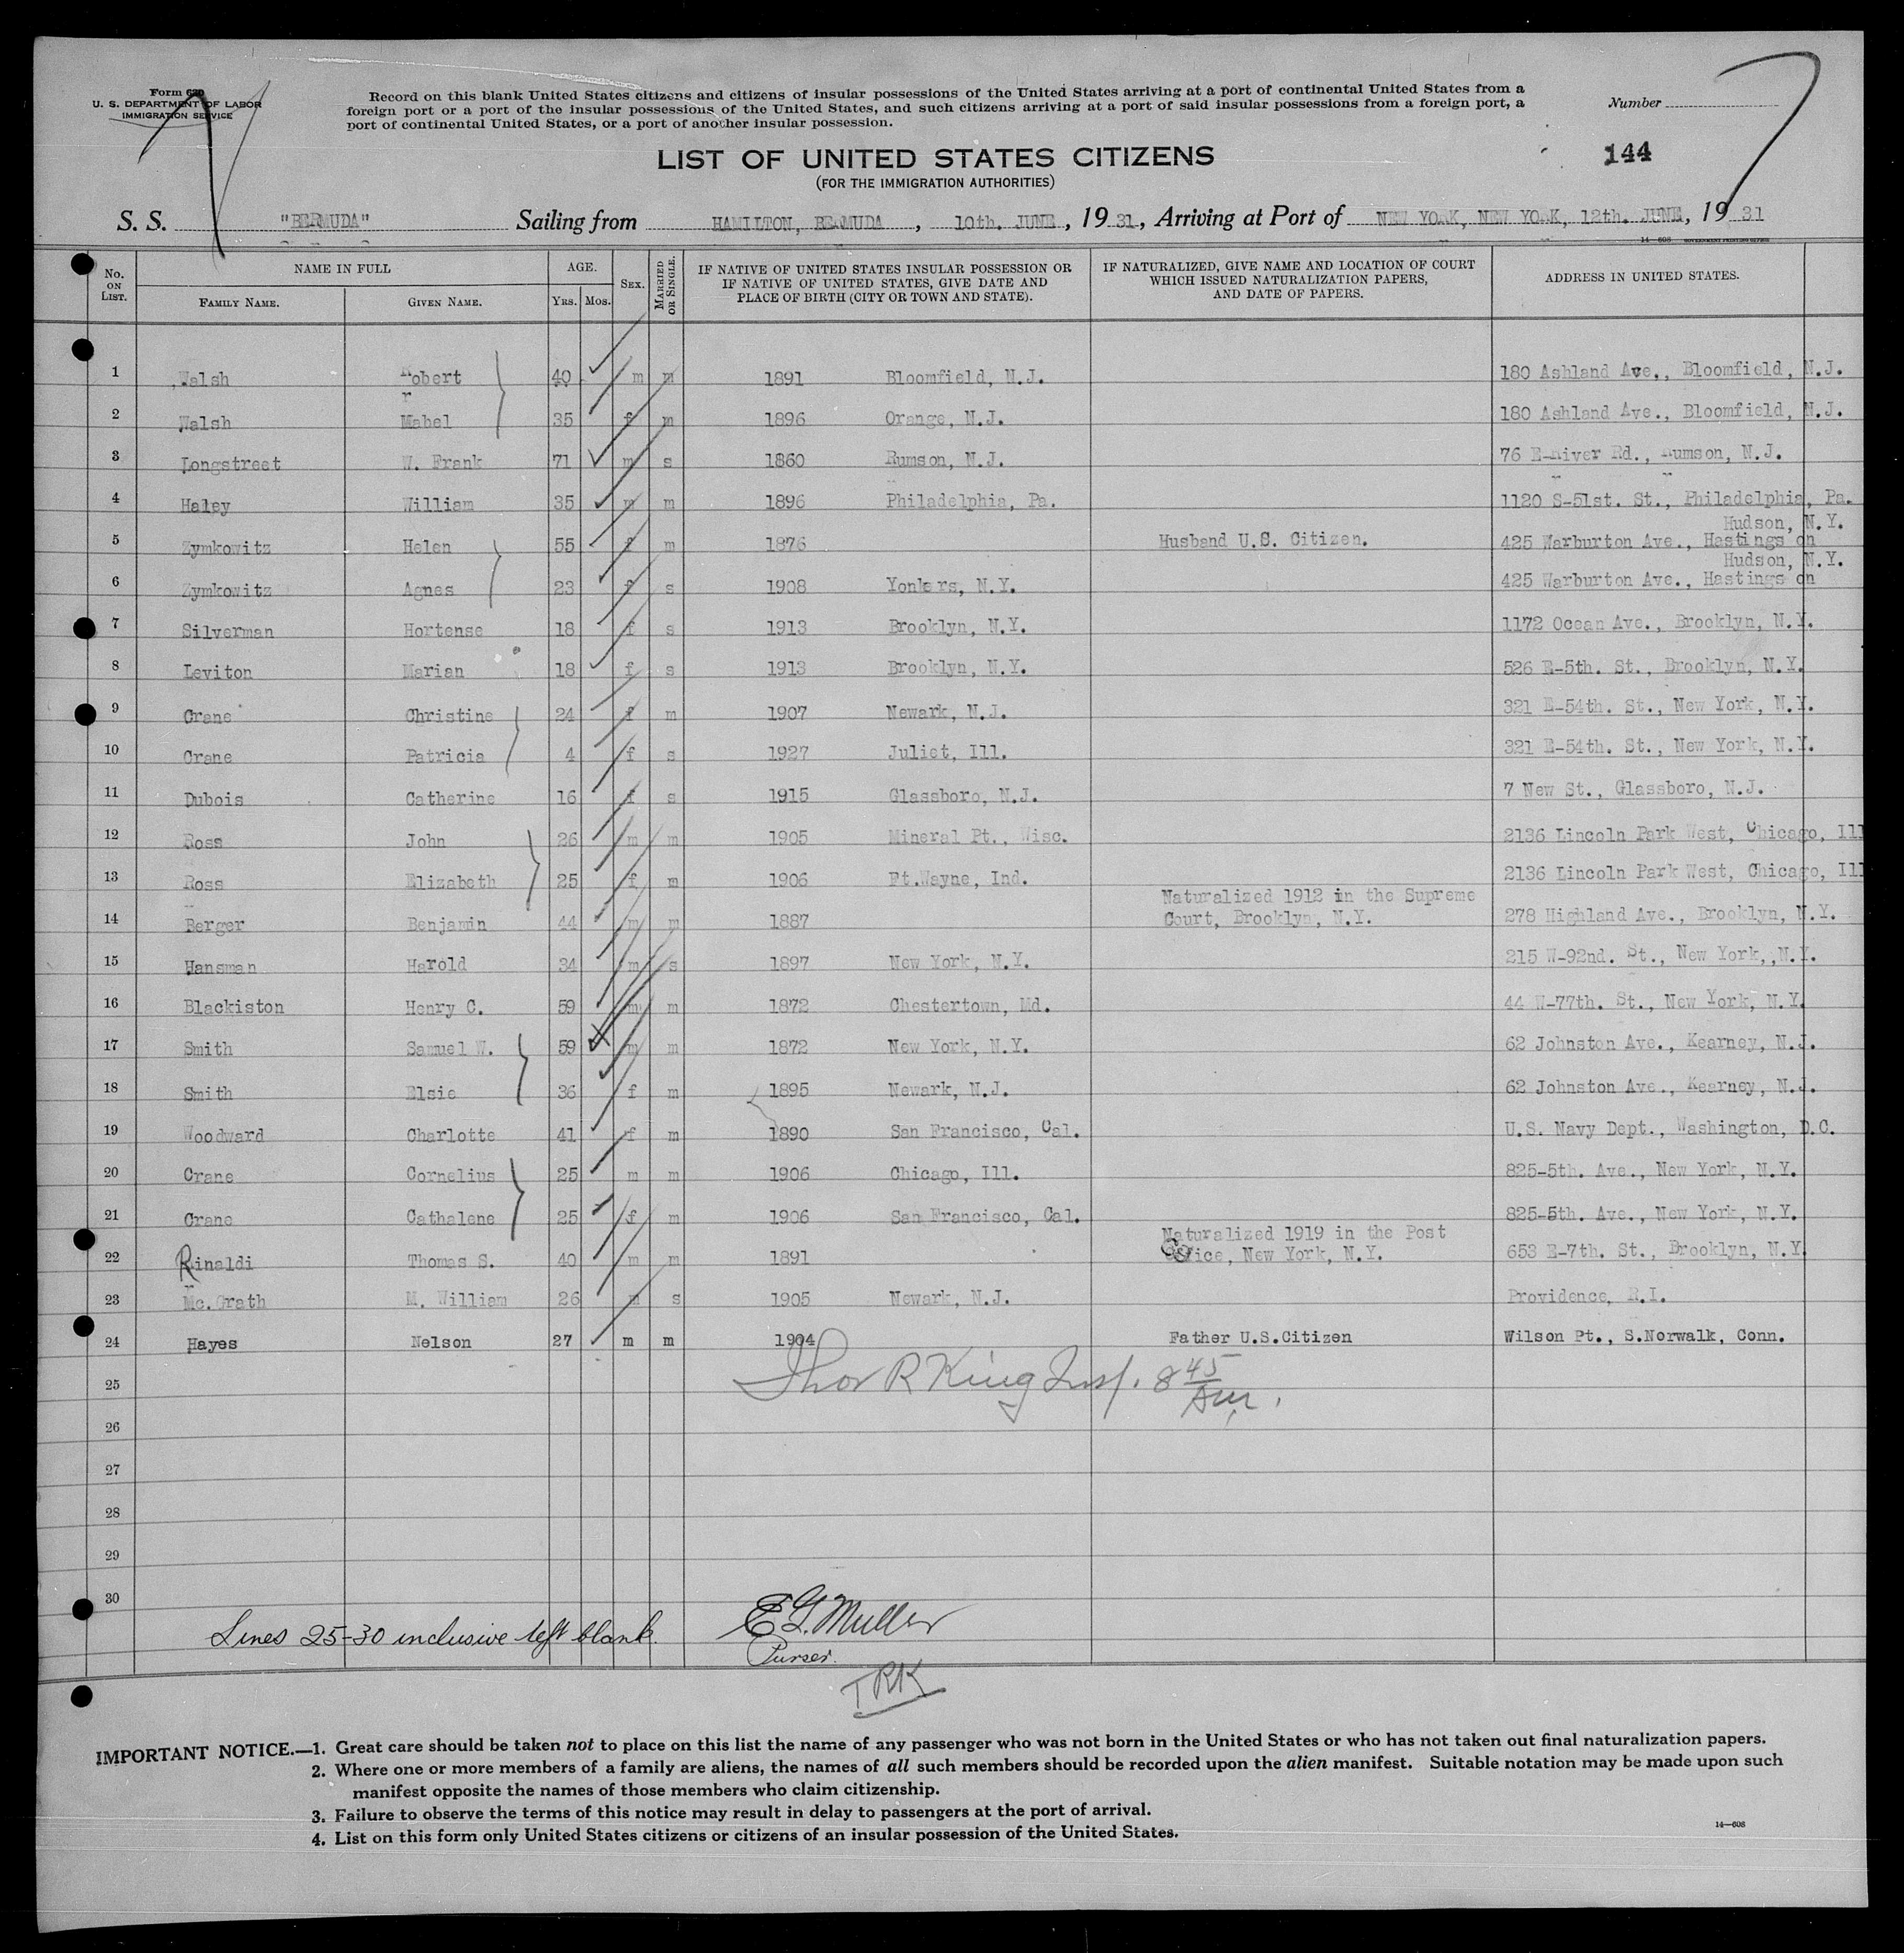 Form 630
U. S. DEPARTMENT OF LABOR
IMMIGRATION SERVICE
Record on this blank United States citizens and citizens of insular possessions of the United States arriving at a port of continental United States from a
foreign port or a port of the insular possessions of the United States, and such citizens arriving at a port of said insular possessions from a foreign port, a
port of continental United States, or a port of another insular possession.
Number
144
LIST OF UNITED STATES CITIZENS
(FOR THE IMMIGRATION AUTHORITIES)
S. S. "BERMUDA" Sailing from HAMILTON, BERMUDA, 10th. JUNE, 1931, Arriving at Port of NEW YORK, NEW YORK, 12th. JUNE, 1931
14—608 GOVERNMENT PRINTING OFFICE
No. ON LIST. NAME IN FULL FAMILY NAME. GIVEN NAME. AGE. YRS. MOS. SEX. MARRIED OR SINGLE. IF NATIVE OF UNITED STATES INSULAR POSSESSION OR IF NATIVE OF UNITED STATES, GIVE DATE AND PLACE OF BIRTH (CITY OR TOWN AND STATE). IF NATURALIZED, GIVE NAME AND LOCATION OF COURT WHICH ISSUED NATURALIZATION PAPERS, AND DATE OF PAPERS. ADDRESS IN UNITED STATES.
1 Walsh Robert 40 m m 1891 Bloomfield, N.J. 180 Ashland Ave,, Bloomfield, N.J.
2 Walsh Mabel 35 f m 1896 Orange, N.J. 180 Ashland Ave., Bloomfield, N.J.
3 Longstreet W. Frank 71 m s 1860 Rumson, N.J. 76 E-River Rd., Rumson, N.J.
4 Haley William 35 m m 1896 Philadelphia, Pa. 1120 S-51st. St., Philadelphia, Pa.
Hudson, N.Y.
5 Zymkowitz Helen 55 f m 1876 Husband U.S. Citizen. 425 Warburton Ave., Hastings on
Hudson, N.Y.
6 Zymkowitz Agnes 23 f s 1908 Yonkers, N.Y. 425 Warburton Ave., Hastings on
7 Silverman Hortense 18 f s 1913 Brooklyn, N.Y. 1172 Ocean Ave., Brooklyn, N.Y.
8 Leviton Marian 18 f s 1913 Brooklyn, N.Y. 526 E-5th. St., Brooklyn, N.Y.
9 Crane Christine 24 f m 1907 Newark, N.J. 321 E-54th. St., New York, N.Y.
10 Crane Patricia 4 f s 1927 Juliet, Ill. 321 E-54th. St., New York, N.Y.
11 Dubois Catherine 16 f s 1915 Glassboro, N.J. 7 New St., Glassboro, N.J.
12 Ross John 26 m m 1905 Mineral Pt., Wisc. 2136 Lincoln Park West, Chicago, Ill
13 Ross Elizabeth 25 f m 1906 Ft.Wayne, Ind. 2136 Lincoln Park West, Chicago, Ill
Naturalized 1912 in the Supreme
14 Berger Benjamin 44 m m 1887 Court, Brooklyn, N.Y. 278 Highland Ave., Brooklyn, N.Y.
15 Hansman Harold 34 m s 1897 New York, N.Y. 215 W-92nd. St., New York,,N.Y.
16 Blackiston Henry C. 59 m m 1872 Chestertown, Md. 44 W-77th. St., New York, N.Y.
17 Smith Samuel W. 59 m m 1872 New York, N.Y. 62 Johnston Ave., Kearney, N.J.
18 Smith Elsie 36 f m 1895 Newark, N.J. 62 Johnston Ave., Kearney, N.J.
19 Woodward Charlotte 41 f m 1890 San Francisco, Cal. U.S. Navy Dept., Washington, D.C.
20 Crane Cornelius 25 m m 1906 Chicago, Ill. 825-5th. Ave., New York, N.Y.
21 Crane Cathalene 25 f m 1906 San Francisco, Cal. 825-5th. Ave., New York, N.Y.
Naturalized 1919 in the Post
22 Rinaldi Thomas S. 40 m m 1891 Office, New York, N.Y. 653 E-7th. St., Brooklyn, N.Y.
23 Mc.Grath M. William 26 m s 1905 Newark, N.J. Providence, R.I.
24 Hayes Nelson 27 m m 1904 Father U.S.Citizen Wilson Pt., S.Norwalk, Conn.
25 Thos R King Insp. 8 45 Am.
26
27
28
29
30
Lines 25-30 inclusive left blank. E G. Muller
Purser.
TRK
IMPORTANT NOTICE.—1. Great care should be taken not to place on this list the name of any passenger who was not born in the United States or who has not taken out final naturalization papers.
2. Where one or more members of a family are aliens, the names of all such members should be recorded upon the alien manifest. Suitable notation may be made upon such
manifest opposite the names of those members who claim citizenship.
3. Failure to observe the terms of this notice may result in delay to passengers at the port of arrival.
4. List on this form only United States citizens or citizens of an insular possession of the United States.
14—608